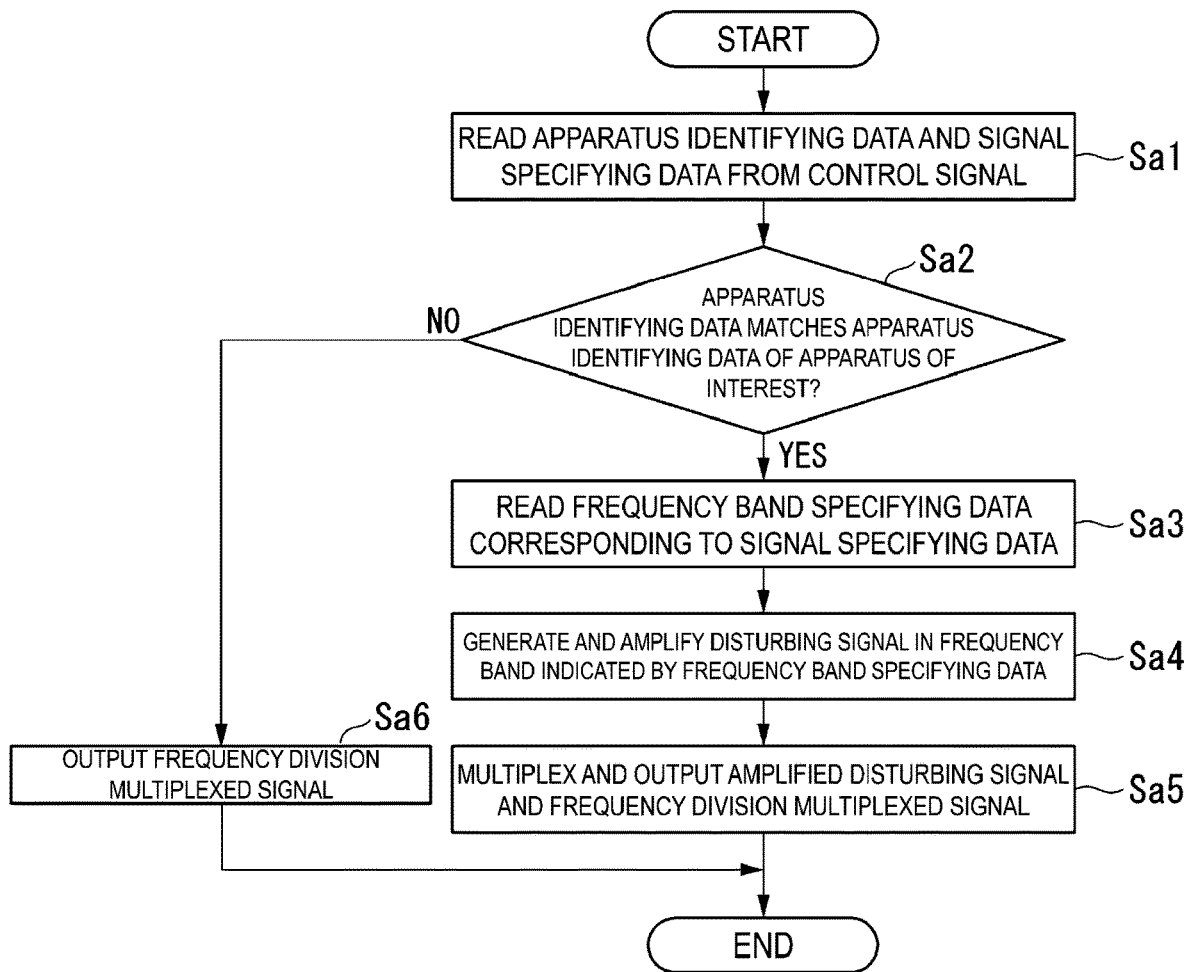 START
READ APPARATUS IDENTIFYING DATA AND SIGNAL
SPECIFYING DATA FROM CONTROL SIGNAL
Sa1
Sa2
APPARATUS
IDENTIFYING DATA MATCHES APPARATUS
IDENTIFYING DATA OF APPARATUS OF
INTEREST?
NO
YES
READ FREQUENCY BAND SPECIFYING DATA
CORRESPONDING TO SIGNAL SPECIFYING DATA
Sa3
GENERATE AND AMPLIFY DISTURBING SIGNAL IN FREQUENCY
BAND INDICATED BY FREQUENCY BAND SPECIFYING DATA
Sa4
Sa6
OUTPUT FREQUENCY DIVISION
MULTIPLEXED SIGNAL
MULTIPLEX AND OUTPUT AMPLIFIED DISTURBING SIGNAL
AND FREQUENCY DIVISION MULTIPLEXED SIGNAL
Sa5
END